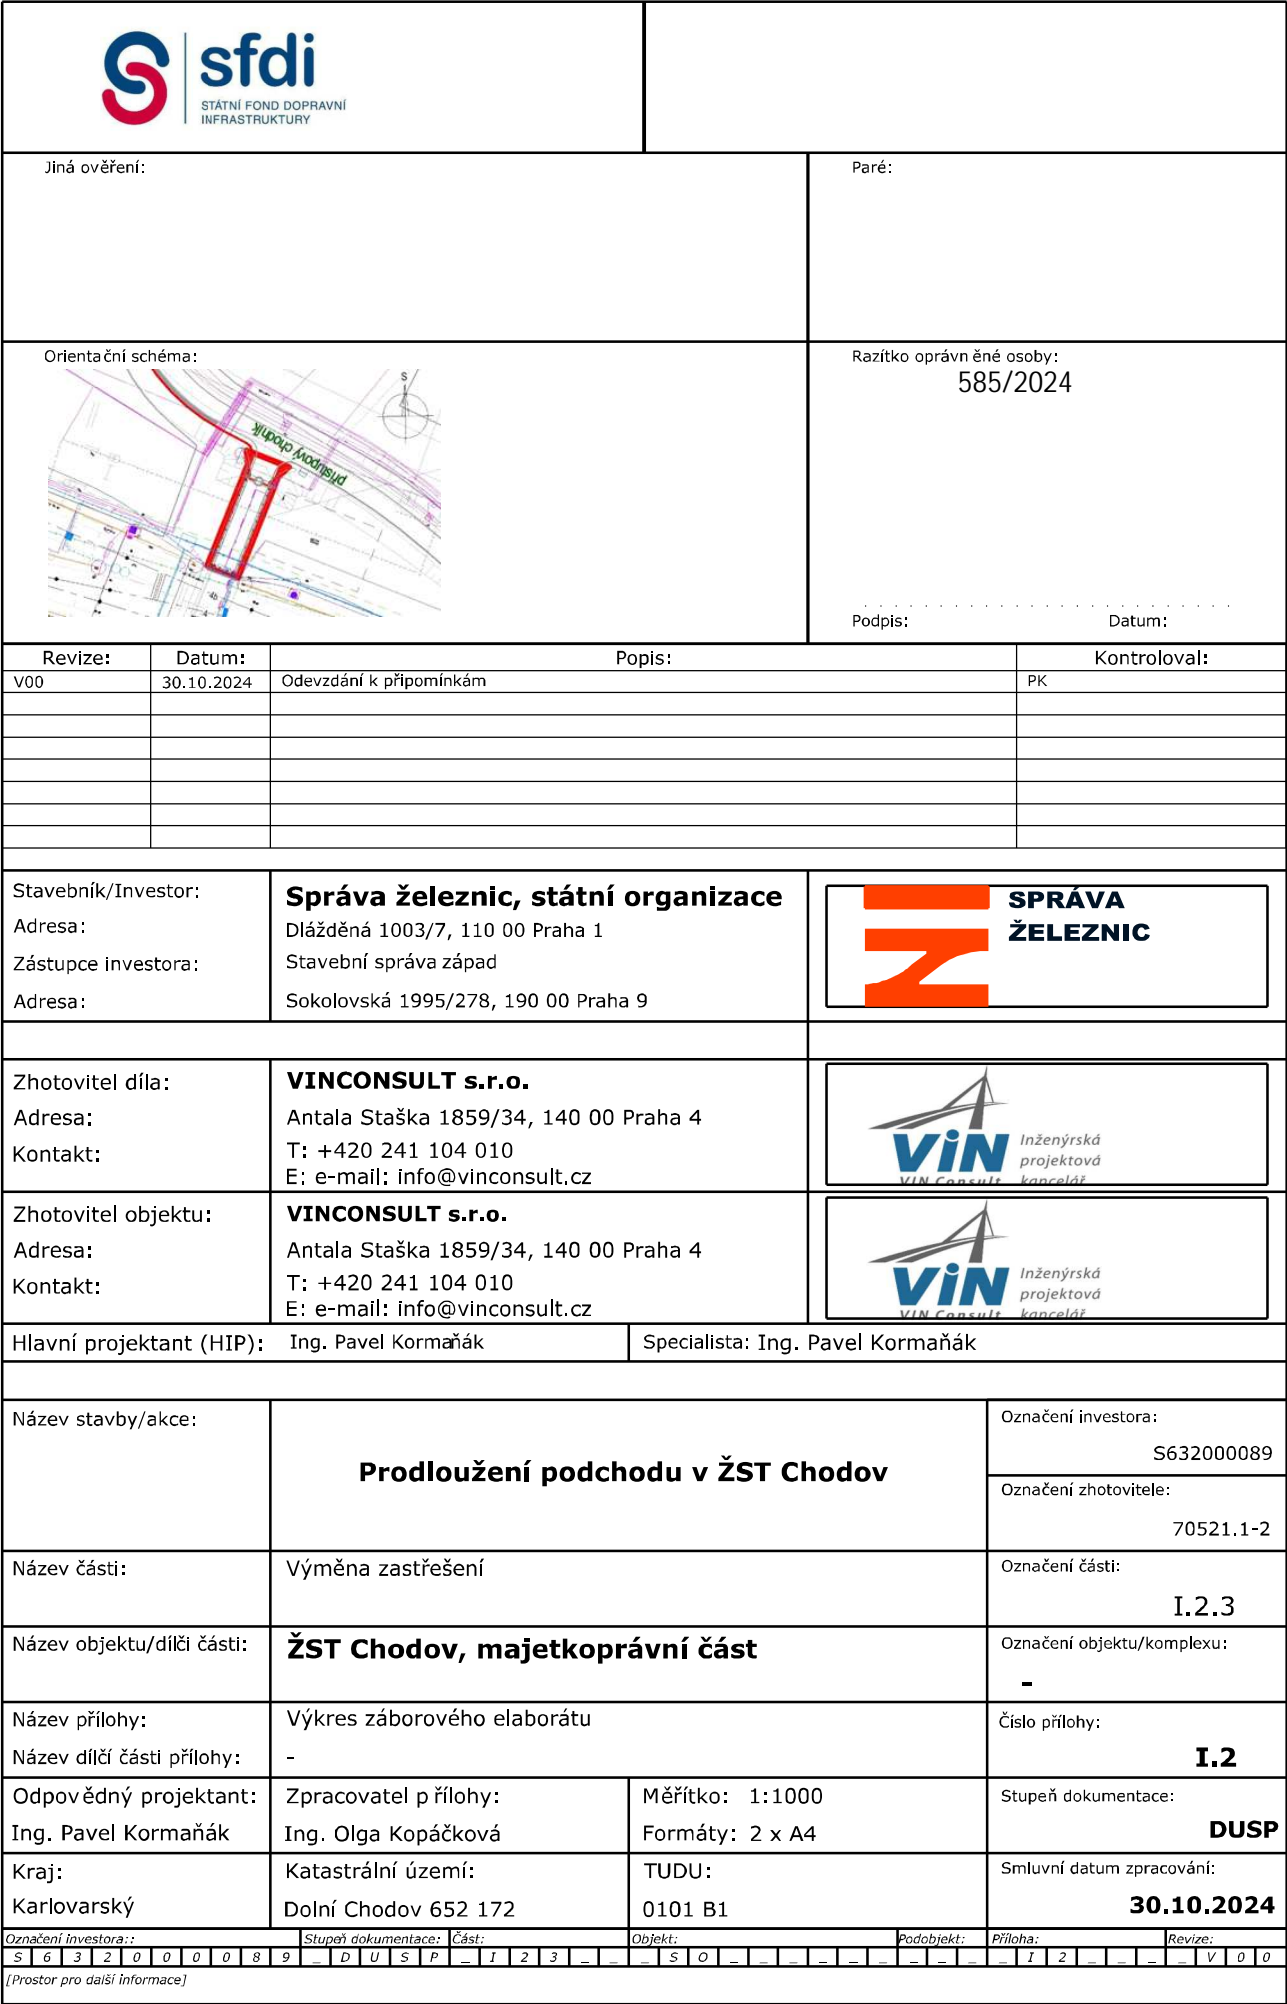 sfdi
STÁTNÍ FOND DOPRAVNÍ
INFRASTRUKTURY
Jiná ověření:
Paré:
Orientační schéma:
S
přístupový chodník
Razítko oprávněné osoby:
585/2024
Podpis: Datum:
Revize: Datum: Popis: Kontroloval:
V00 30.10.2024 Odevzdání k připomínkám PK
Stavebník/Investor: Správa železnic, státní organizace
Adresa: Dlážděná 1003/7, 110 00 Praha 1
Zástupce investora: Stavební správa západ
Adresa: Sokolovská 1995/278, 190 00 Praha 9
SPRÁVA
ŽELEZNIC
Zhotovitel díla: VINCONSULT s.r.o.
Adresa: Antala Staška 1859/34, 140 00 Praha 4
Kontakt: T: +420 241 104 010
E: e-mail: info@vinconsult.cz
ViN
VIN Consult
Inženýrská
projektová
kancelář
Zhotovitel objektu: VINCONSULT s.r.o.
Adresa: Antala Staška 1859/34, 140 00 Praha 4
Kontakt: T: +420 241 104 010
E: e-mail: info@vinconsult.cz
ViN
VIN Consult
Inženýrská
projektová
kancelář
Hlavní projektant (HIP): Ing. Pavel Kormaňák Specialista: Ing. Pavel Kormaňák
Název stavby/akce: Prodloužení podchodu v ŽST Chodov
Označení investora:
S632000089
Označení zhotovitele:
70521.1-2
Název části: Výměna zastřešení
Označení části:
I.2.3
Název objektu/dílči části: ŽST Chodov, majetkoprávní část
Označení objektu/komplexu:
-
Název přílohy: Výkres záborového elaborátu
Název dílčí části přílohy: -
Číslo přílohy:
I.2
Odpovědný projektant: Zpracovatel přílohy: Měřítko: 1:1000
Ing. Pavel Kormaňák Ing. Olga Kopáčková Formáty: 2 x A4
Stupeň dokumentace:
DUSP
Kraj: Katastrální území: TUDU:
Karlovarský Dolní Chodov 652 172 0101 B1
Smluvní datum zpracování:
30.10.2024
Označení investora:: Stupeň dokumentace: Část: Objekt: Podobjekt: Příloha: Revize:
S 6 3 2 0 0 0 0 8 9 _ D U S P _ I 2 3 _ _ _ S O _ _ _ _ _ _ _ _ _ _ I 2 _ _ _ _ V 0 0
[Prostor pro další informace]